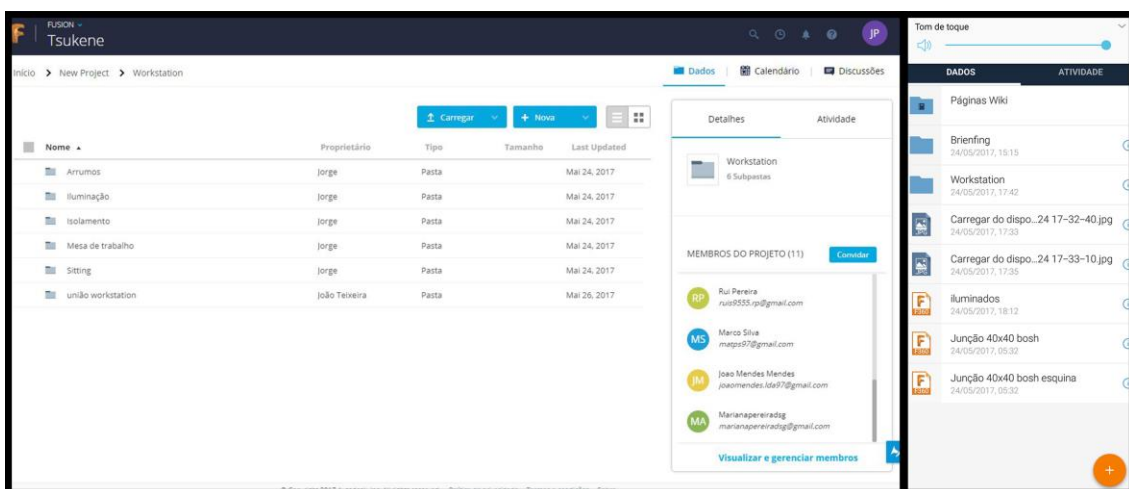 FUSION
Tsukene
JP
Início > New Project > Workstation
Dados
Calendário
Discussões
Carregar
+ Nova
Nome
Proprietário
Tipo
Tamanho
Last Updated
Arrumos Jorge Pasta Mai 24, 2017
Iluminação Jorge Pasta Mai 24, 2017
Isolamento Jorge Pasta Mai 24, 2017
Mesa de trabalho Jorge Pasta Mai 24, 2017
Sitting Jorge Pasta Mai 24, 2017
união workstation João Teixeira Pasta Mai 26, 2017
Detalhes
Atividade
Workstation
6 Subpastas
MEMBROS DO PROJETO (11)
Convidar
RP
Rui Pereira
ruis9555.rp@gmail.com
MS
Marco Silva
matps97@gmail.com
JM
Joao Mendes Mendes
joaomendes.lda97@gmail.com
MA
Marianapereiradsg
marianapereiradsg@gmail.com
Visualizar e gerenciar membros
Tom de toque
DADOS
ATIVIDADE
Páginas Wiki
Brienfing
24/05/2017, 15:15
Workstation
24/05/2017, 17:42
Carregar do dispo...24 17-32-40.jpg
24/05/2017, 17:33
Carregar do dispo...24 17-33-10.jpg
24/05/2017, 17:35
iluminados
24/05/2017, 18:12
Junção 40x40 bosh
24/05/2017, 05:32
Junção 40x40 bosh esquina
24/05/2017, 05:32